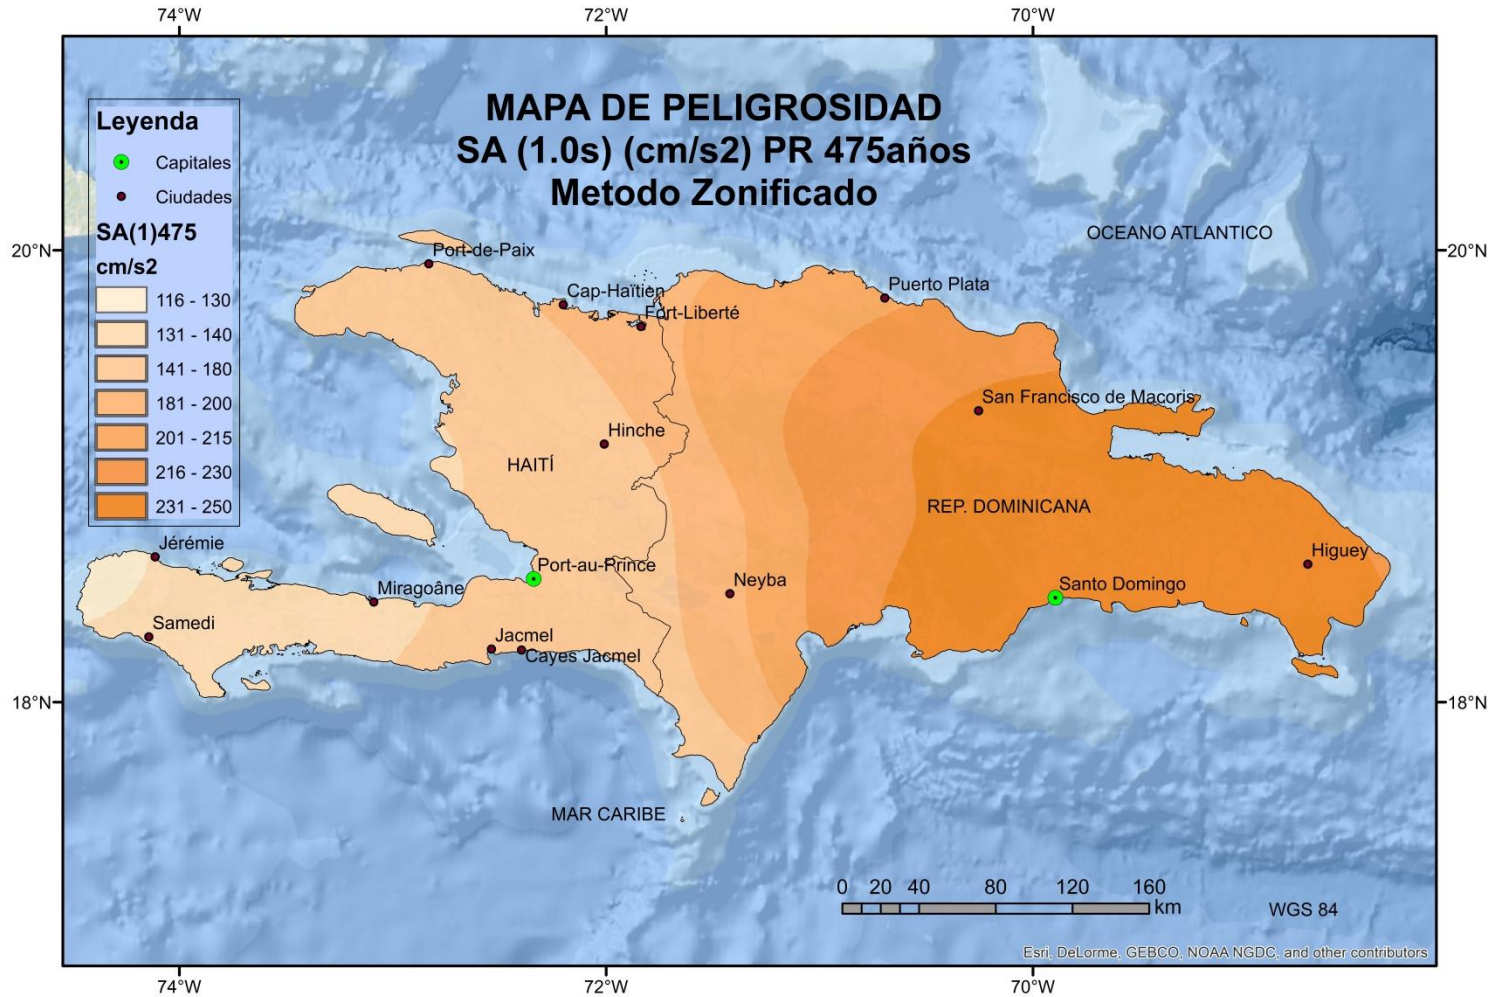 74°W
72°W
70°W
MAPA DE PELIGROSIDAD
SA (1.0s) (cm/s2) PR 475años
Metodo Zonificado
Leyenda
Capitales
Ciudades
SA(1)475
cm/s2
116 - 130
131 - 140
141 - 180
181 - 200
201 - 215
216 - 230
231 - 250
20°N
20°N
OCEANO ATLANTICO
Port-de-Paix
Cap-Haïtien
Fort-Liberté
Puerto Plata
San Francisco de Macoris
Hinche
HAITÍ
REP. DOMINICANA
Jérémie
Miragoâne
Port-au-Prince
Neyba
Higuey
Santo Domingo
Samedi
Jacmel
Cayes Jacmel
18°N
18°N
MAR CARIBE
0 20 40 80 120 160
km
WGS 84
Esri, DeLorme, GEBCO, NOAA NGDC, and other contributors
74°W
72°W
70°W